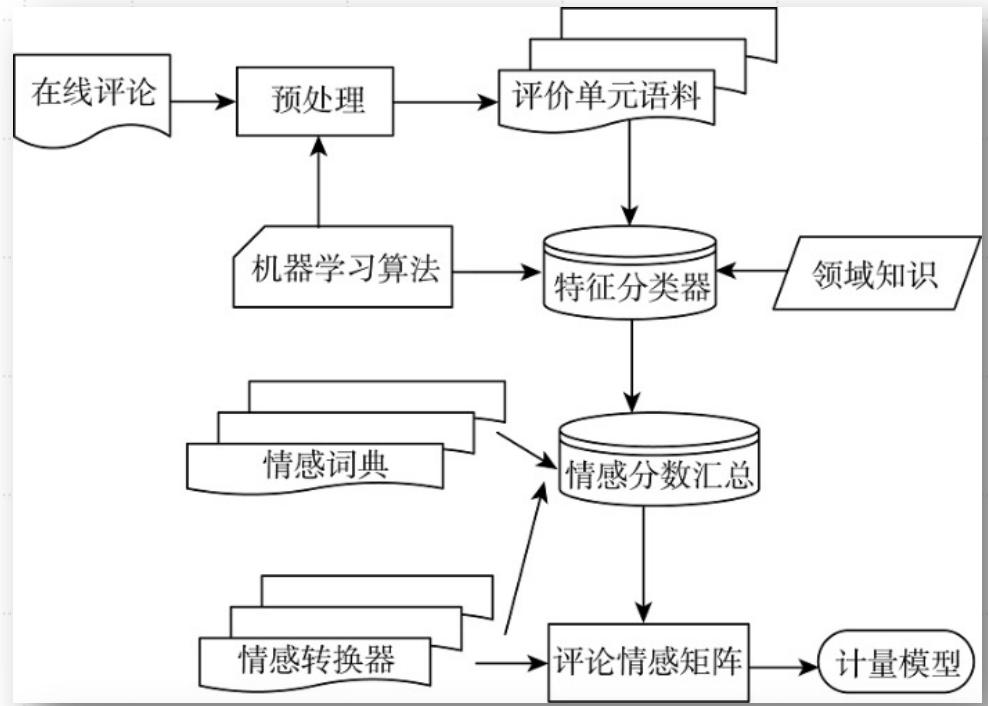 在线评论
预处理
评价单元语料
机器学习算法
特征分类器
领域知识
情感词典
情感分数汇总
情感转换器
评论情感矩阵
计量模型